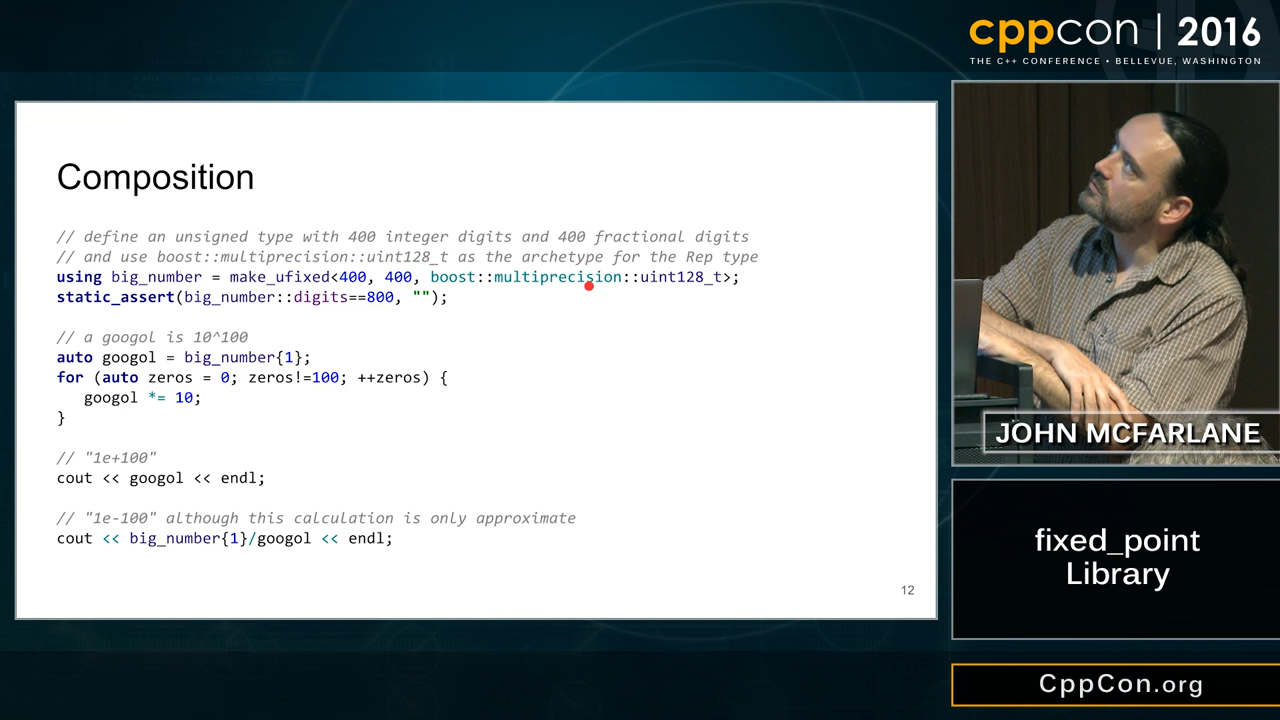 cppcon | 2016
THE C++ CONFERENCE • BELLEVUE, WASHINGTON
Composition
// define an unsigned type with 400 integer digits and 400 fractional digits
// and use boost::multiprecision::uint128_t as the archetype for the Rep type
using big_number = make_ufixed<400, 400, boost::multiprecision::uint128_t>;
static_assert(big_number::digits==800, "");
// a googol is 10^100
auto googol = big_number{1};
for (auto zeros = 0; zeros!=100; ++zeros) {
googol *= 10;
}
// "1e+100"
cout << googol << endl;
// "1e-100" although this calculation is only approximate
cout << big_number{1}/googol << endl;
12
JOHN MCFARLANE
fixed_point
Library
CppCon.org